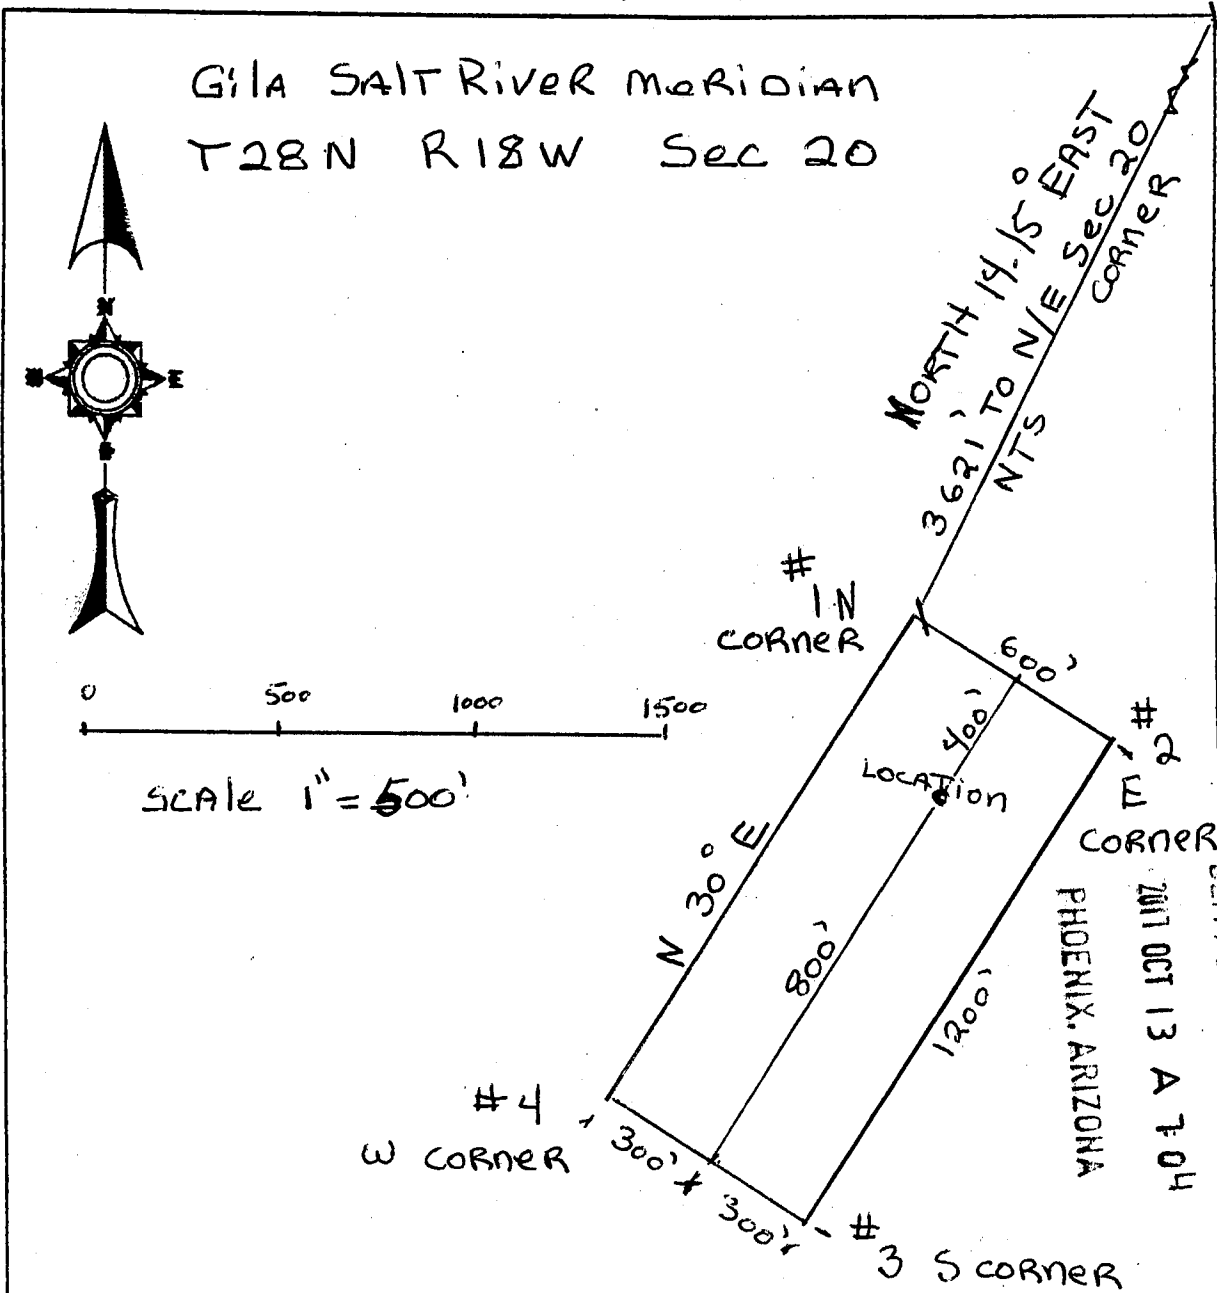 Gila SALT RiveR MeRiDiAn
T28N R18W Sec 20
NORTH 14.15° EAST
3621' TO N/E Sec 20
CORNeR
NTS
N
E
# 1 N
CORNeR
600'
400'
# 2
E
CORNeR
0 500 1000 1500
SCAle 1" = 500'
LOCATion
N 30° E
800'
1200'
2017 OCT 13 A 7:04
PHOENIX, ARIZONA
# 4
W CORNeR
300'
300'
# 3 S CORNeR